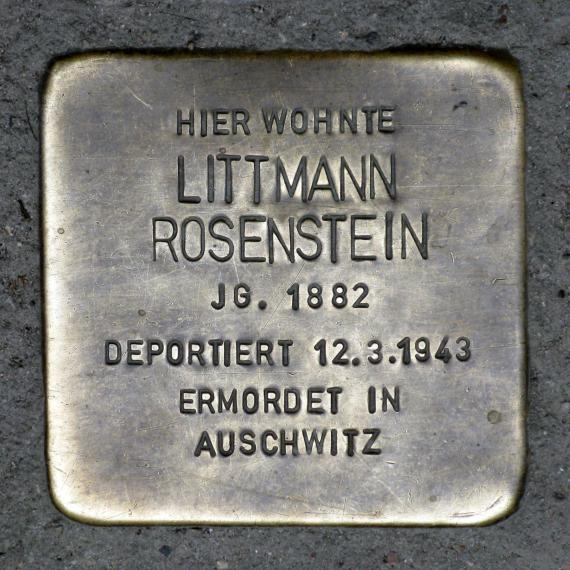 HIER WOHNTE
LITTMANN
ROSENSTEIN
JG. 1882
DEPORTIERT 12.3.1943
ERMORDET IN
AUSCHWITZ